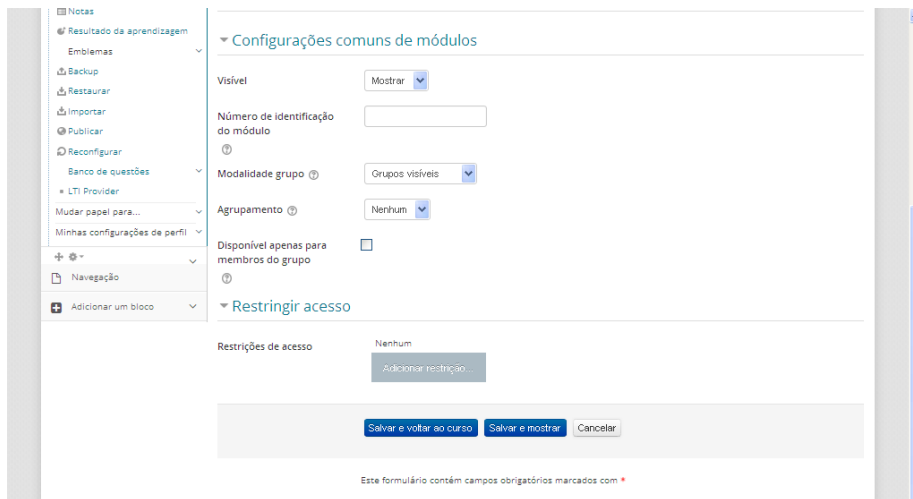 Notas
Resultado da aprendizagem
Emblemas
Backup
Restaurar
Importar
Publicar
Reconfigurar
Banco de questões
LTI Provider
Mudar papel para...
Minhas configurações de perfil
Navegação
Adicionar um bloco
Configurações comuns de módulos
Visível
Mostrar
Número de identificação
do módulo
Modalidade grupo
Grupos visíveis
Agrupamento
Nenhum
Disponível apenas para
membros do grupo
Restringir acesso
Restrições de acesso
Nenhum
Adicionar restrição...
Salvar e voltar ao curso
Salvar e mostrar
Cancelar
Este formulário contém campos obrigatórios marcados com *